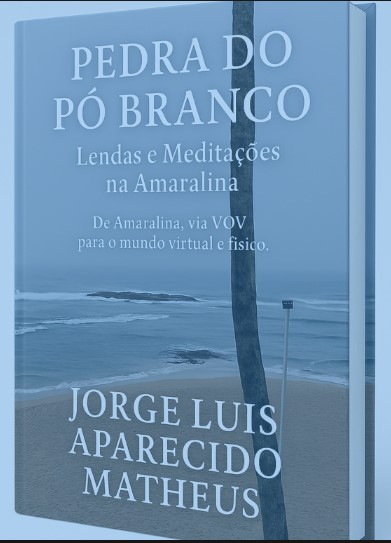 PEDRA DO
PÓ BRANCO
Lendas e Meditações
na Amaralina
De Amaralina, via VOV
para o mundo virtual e fisico.
JORGE LUIS
APARECIDO
MATHEUS